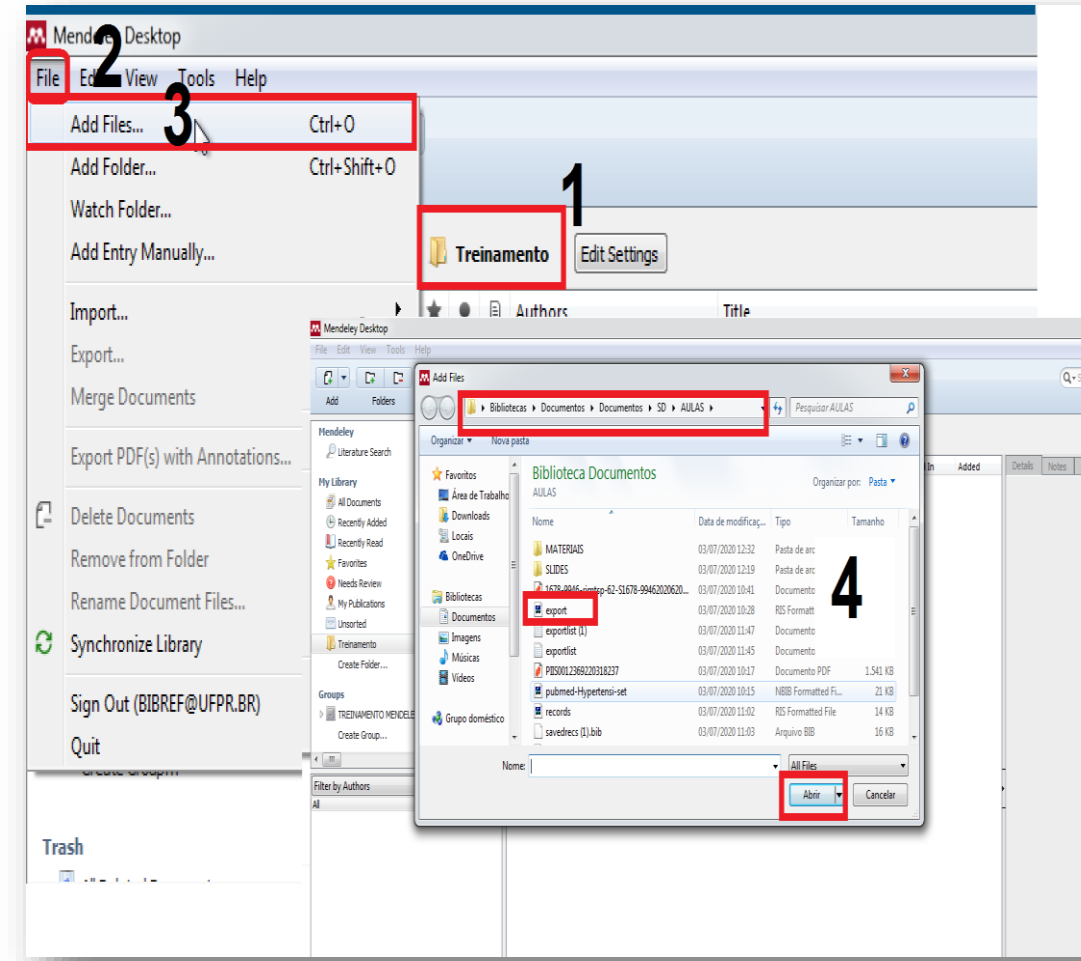 Mendeley Desktop
2
File Edit View Tools Help
3
Add Files... Ctrl+O
Add Folder... Ctrl+Shift+O
Watch Folder...
Add Entry Manually...
Import...
Export...
Merge Documents
Export PDF(s) with Annotations...
Delete Documents
Remove from Folder
Rename Document Files...
Synchronize Library
Sign Out (BIBREF@UFPR.BR)
Quit
Trash
1
Treinamento Edit Settings
Authors Title
Mendeley Desktop
File Edit View Tools Help
Add Folders
Mendeley
Literature Search
My Library
All Documents
Recently Added
Recently Read
Favorites
Needs Review
My Publications
Unsorted
Treinamento
Create Folder...
Groups
TREINAMENTO MENDELE
Create Group...
Filter by Authors
All
In Added Details Notes
Add Files
Bibliotecas Documentos Documentos SD AULAS Pesquisar AULAS
Organizar Nova pasta
Favoritos
Área de Trabalho
Downloads
Locais
OneDrive
Bibliotecas
Documentos
Imagens
Músicas
Vídeos
Grupo doméstico
Biblioteca Documentos
AULAS
Organizar por: Pasta
Nome Data de modificaç... Tipo Tamanho
MATERIAIS 03/07/2020 12:32 Pasta de arc
SLIDES 03/07/2020 12:19 Pasta de arc
03/07/2020 10:41 Documento
export 03/07/2020 10:28 RIS Formatt
exportlist (1) 03/07/2020 11:47 Documento
exportlist 03/07/2020 11:45 Documento
PIIS0012369220318237 03/07/2020 10:17 Documento PDF 1.541 KB
pubmed-Hypertensi-set 03/07/2020 10:15 NBIB Formatted Fi... 21 KB
records 03/07/2020 11:02 RIS Formatted File 14 KB
savedrecs (1).bib 03/07/2020 11:03 Arquivo BIB 16 KB
4
Nome: All Files
Abrir Cancelar